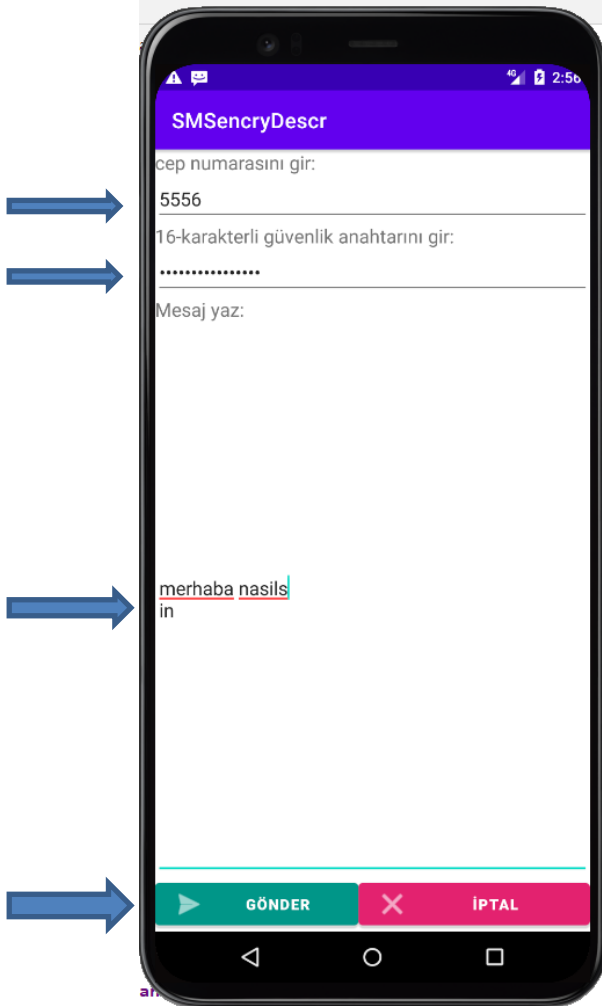 4G 2:56
SMSencryDescr
cep numarasını gir:
5556
16-karakterli güvenlik anahtarını gir:
••••••••••••••••
Mesaj yaz:
merhaba nasils
in
GÖNDER İPTAL